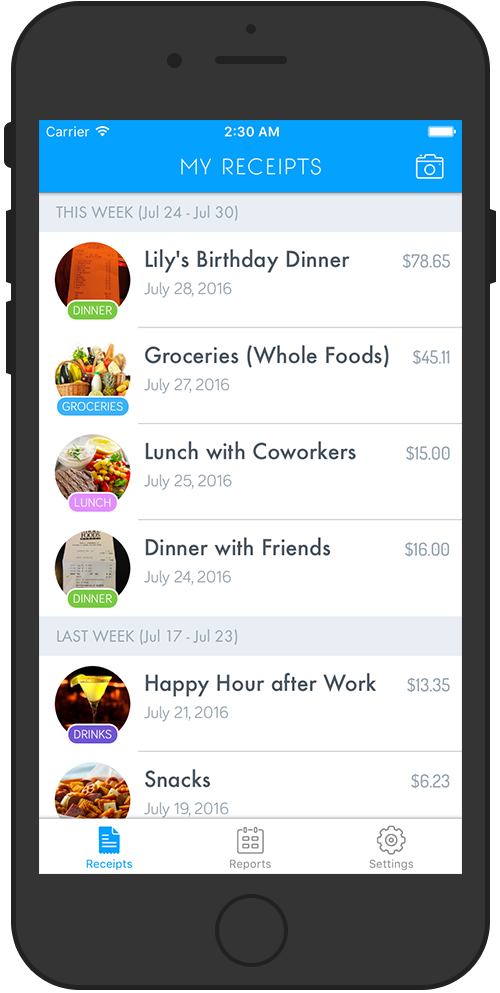 Carrier 2:30 AM
MY RECEIPTS
THIS WEEK (Jul 24 - Jul 30)
Lily's Birthday Dinner $78.65
July 28, 2016
DINNER
Groceries (Whole Foods) $45.11
July 27, 2016
GROCERIES
Lunch with Coworkers $15.00
July 25, 2016
LUNCH
Dinner with Friends $16.00
FOODS
July 24, 2016
DINNER
LAST WEEK (Jul 17 - Jul 23)
Happy Hour after Work $13.35
July 21, 2016
DRINKS
Snacks $6.23
July 19, 2016
Receipts Reports Settings